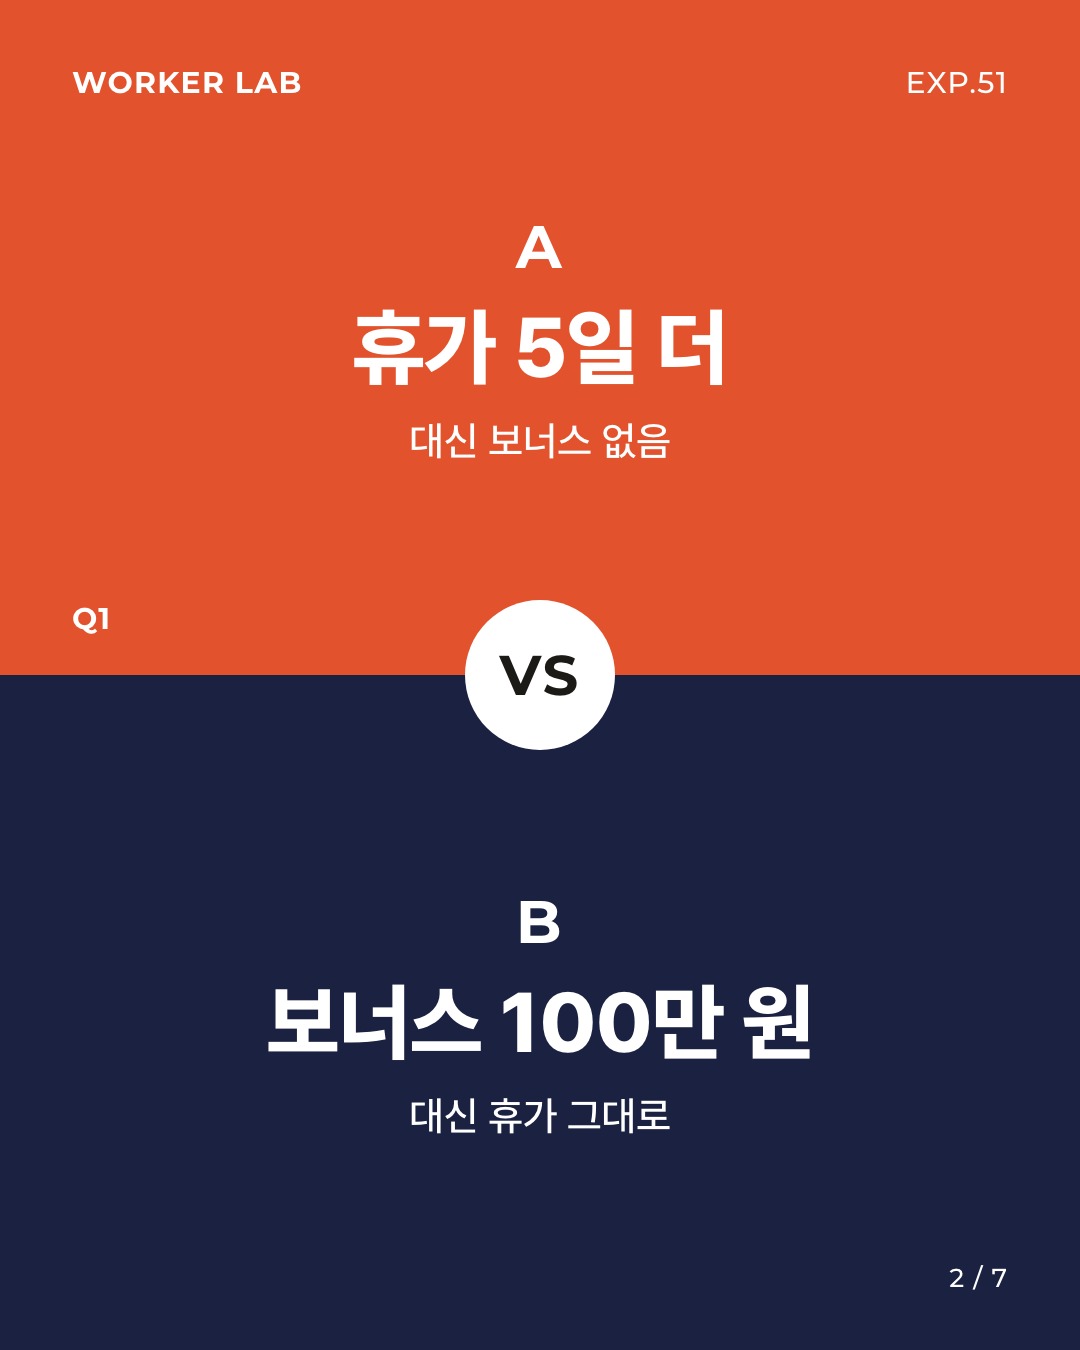 WORKER LAB
EXP.51
A
휴가 5일 더
대신 보너스 없음
Q1
VS
B
보너스 100만 원
대신 휴가 그대로
2 / 7